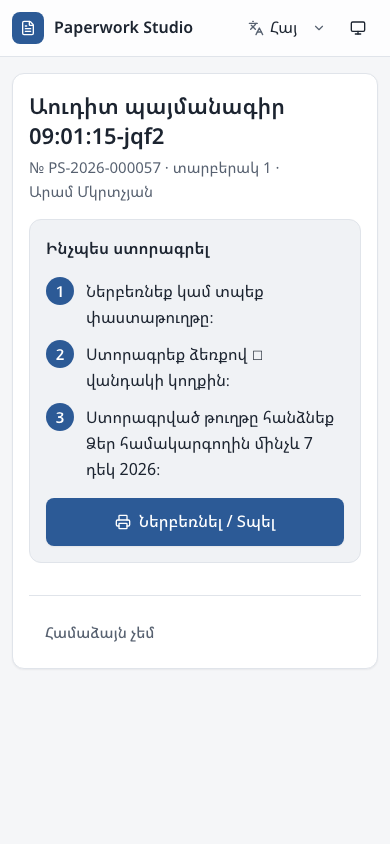 Paperwork Studio
Հայ
Աուդիտ պայմանագիր
09:01:15-jqf2
№ PS-2026-000057 · տարբերակ 1 ·
Արամ Մկրտչյան
Ինչպես ստորագրել
1 Ներբեռնեք կամ տպեք
փաստաթուղթը։
2 Ստորագրեք ձեռքով □
վանդակի կողքին։
3 Ստորագրված թուղթը հանձնեք
Ձեր համակարգողին մինչև 7
դեկ 2026։
Ներբեռնել / Տպել
Համաձայն չեմ